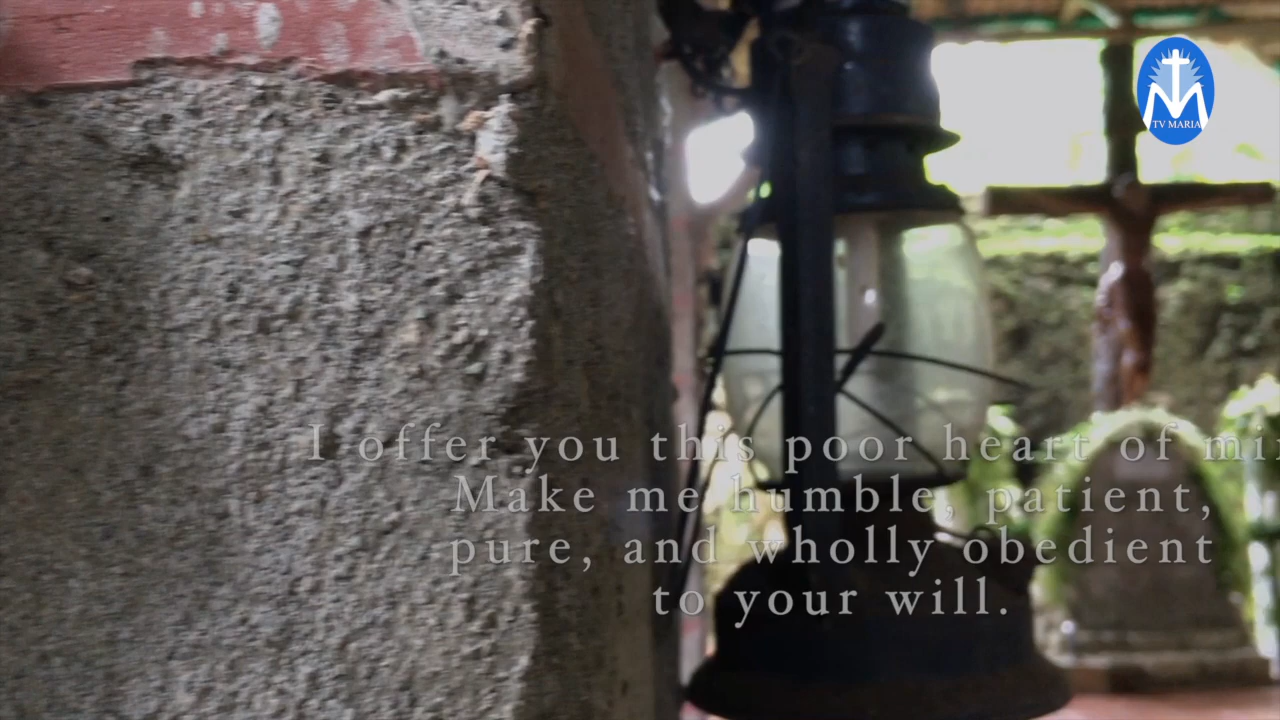 TV MARIA
I offer you this poor heart of mi
Make me humble, patient,
pure, and wholly obedient
to your will.